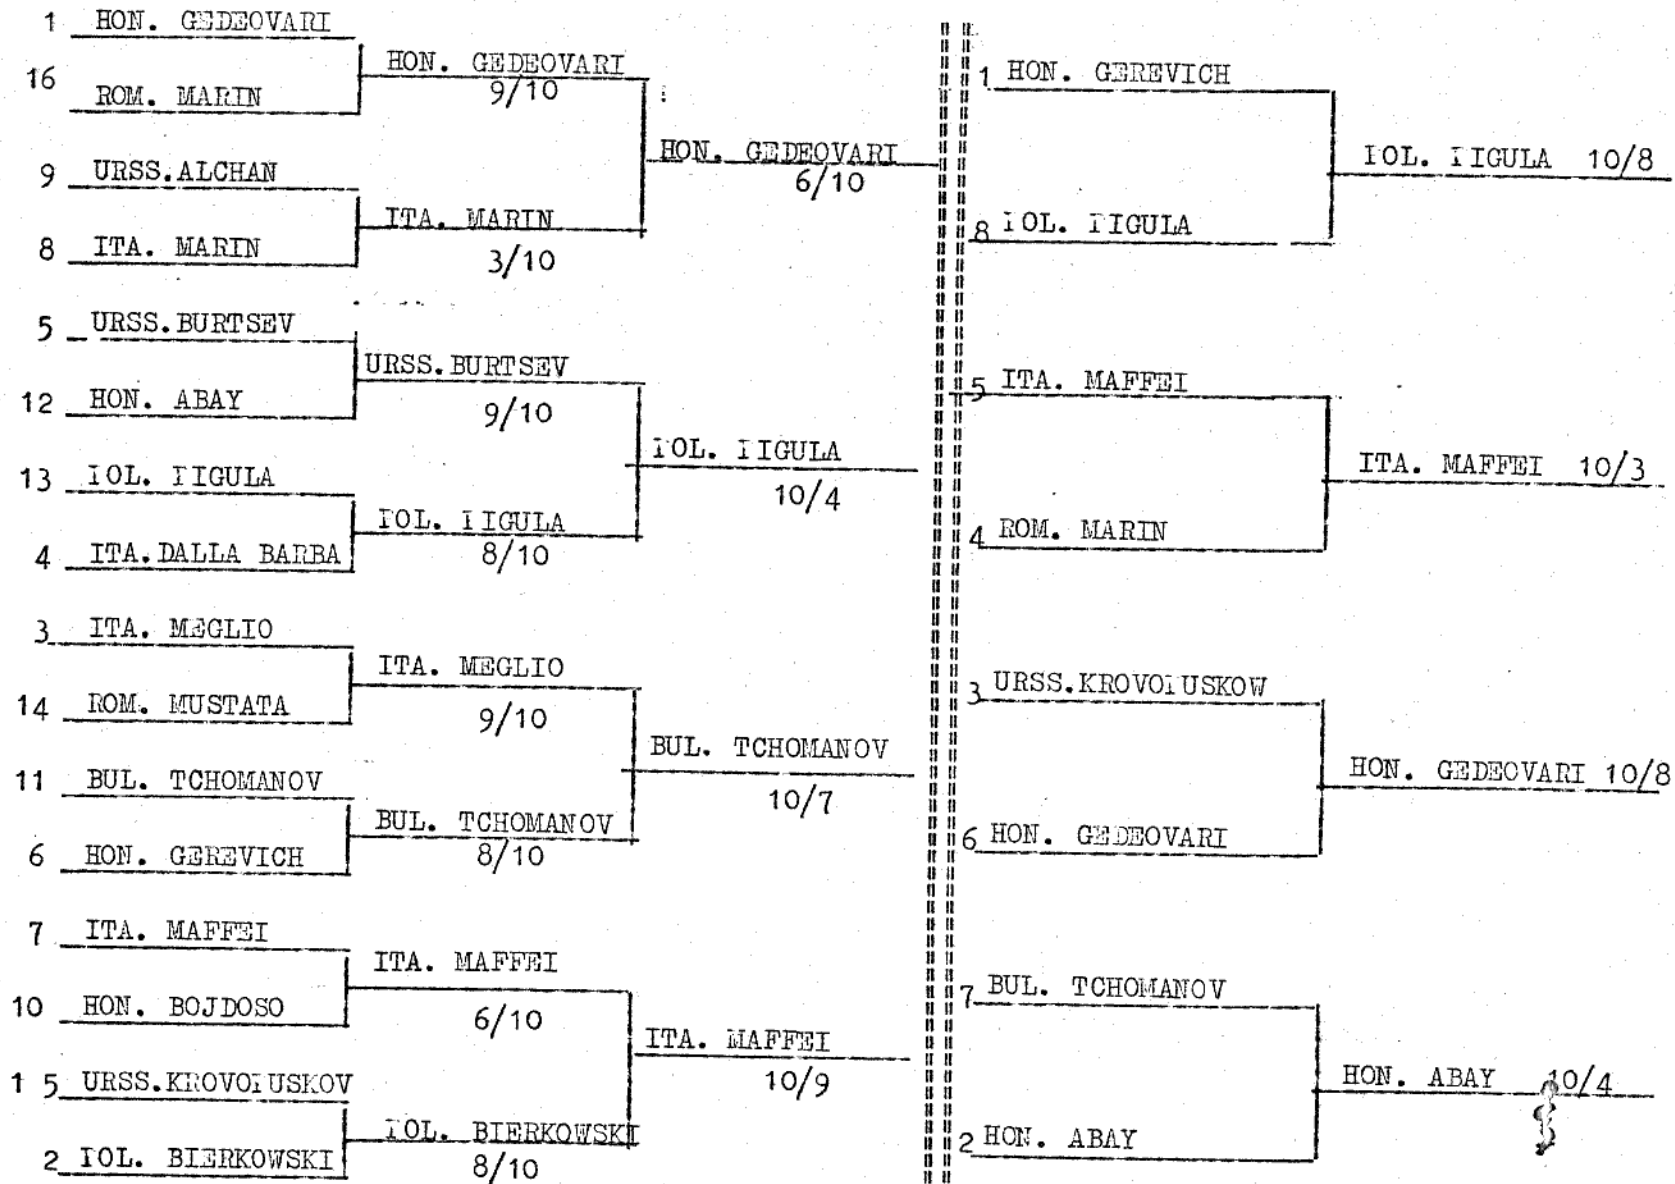 1 HON. GEDEOVARI
16 ROM. MARIN
HON. GEDEOVARI
9/10
9 URSS.ALCHAN
8 ITA. MARIN
ITA. MARIN
3/10
HON. GEDEOVARI
6/10
5 URSS.BURTSEV
12 HON. ABAY
URSS.BURTSEV
9/10
13 POL. PIGULA
4 ITA.DALLA BARBA
POL. PIGULA
8/10
POL. PIGULA
10/4
3 ITA. MEGLIO
14 ROM. MUSTATA
ITA. MEGLIO
9/10
11 BUL. TCHOMANOV
6 HON. GEREVICH
BUL. TCHOMANOV
8/10
BUL. TCHOMANOV
10/7
7 ITA. MAFFEI
10 HON. BOJDOSO
ITA. MAFFEI
6/10
1 5 URSS.KROVOPUSKOV
2 POL. BIERKOWSKI
POL. BIERKOWSKI
8/10
ITA. MAFFEI
10/9
1 HON. GEREVICH
8 POL. PIGULA
POL. PIGULA 10/8
5 ITA. MAFFEI
4 ROM. MARIN
ITA. MAFFEI 10/3
3 URSS.KROVOPUSKOW
6 HON. GEDEOVARI
HON. GEDEOVARI 10/8
7 BUL. TCHOMANOV
2 HON. ABAY
HON. ABAY 10/4